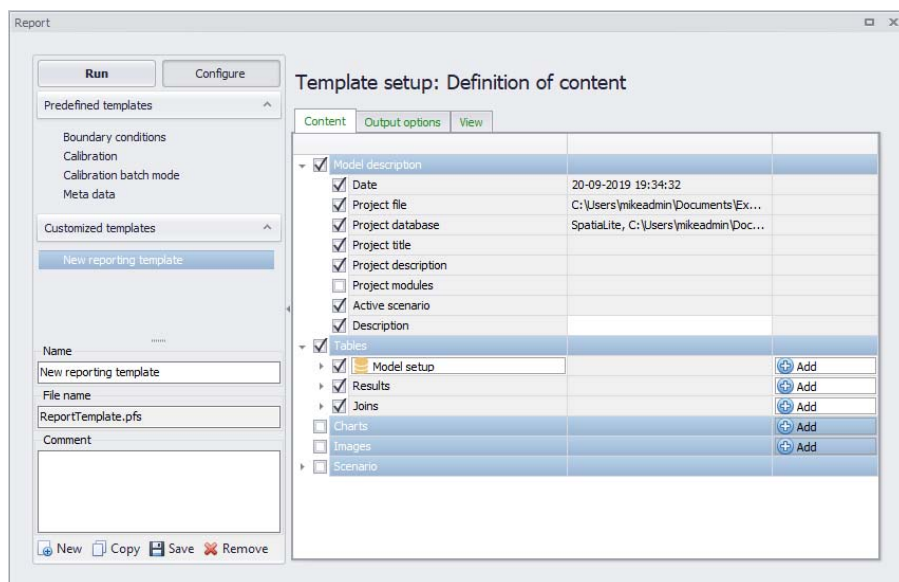 Report
Run Configure
Predefined templates
Boundary conditions
Calibration
Calibration batch mode
Meta data
Customized templates
New reporting template
Name
New reporting template
File name
ReportTemplate.pfs
Comment
New Copy Save Remove
Template setup: Definition of content
Content Output options View
Model description
Date 20-09-2019 19:34:32
Project file C:\Users\mikeadmin\Documents\Ex...
Project database SpatiaLite, C:\Users\mikeadmin\Doc...
Project title
Project description
Project modules
Active scenario
Description
Tables
Model setup Add
Results Add
Joins Add
Charts Add
Images Add
Scenario